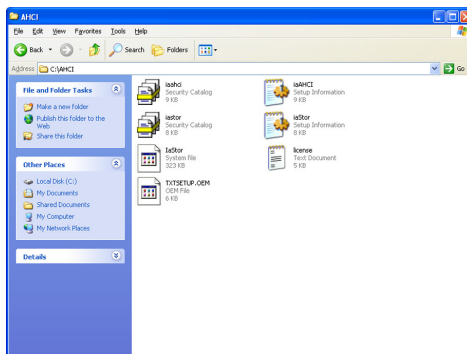 AHCI
File Edit View Favorites Tools Help
Back Search Folders
Address C:\AHCI Go
File and Folder Tasks
Make a new folder
Publish this folder to the
Web
Share this folder
Other Places
Local Disk (C:)
My Documents
Shared Documents
My Computer
My Network Places
Details
iaahci
Security Catalog
9 KB
iaAHCI
Setup Information
9 KB
iastor
Security Catalog
8 KB
iaStor
Setup Information
8 KB
IaStor
System file
323 KB
license
Text Document
5 KB
TXTSETUP.OEM
OEM File
6 KB